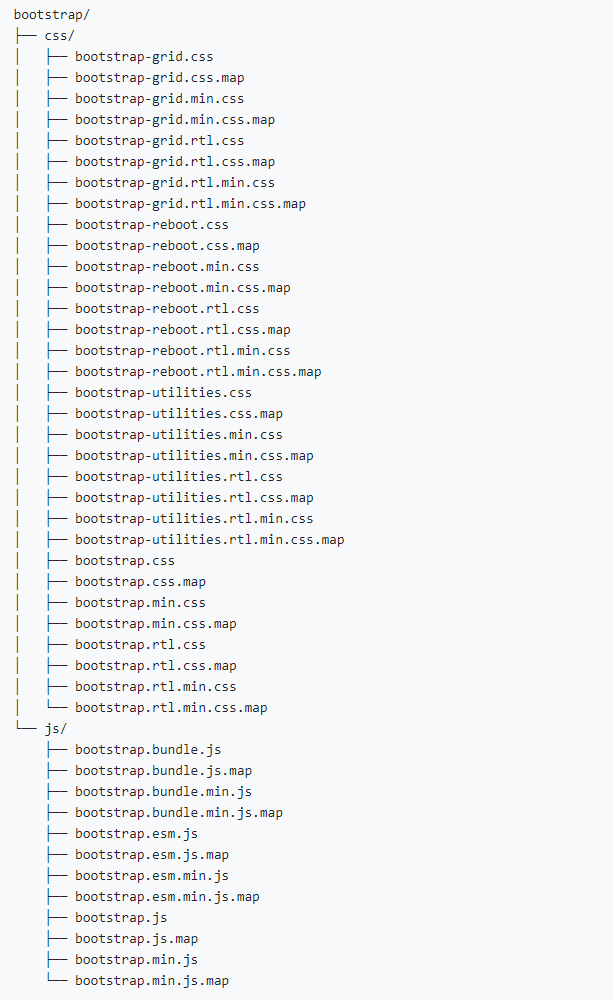 bootstrap/
├── css/
│   ├── bootstrap-grid.css
│   ├── bootstrap-grid.css.map
│   ├── bootstrap-grid.min.css
│   ├── bootstrap-grid.min.css.map
│   ├── bootstrap-grid.rtl.css
│   ├── bootstrap-grid.rtl.css.map
│   ├── bootstrap-grid.rtl.min.css
│   ├── bootstrap-grid.rtl.min.css.map
│   ├── bootstrap-reboot.css
│   ├── bootstrap-reboot.css.map
│   ├── bootstrap-reboot.min.css
│   ├── bootstrap-reboot.min.css.map
│   ├── bootstrap-reboot.rtl.css
│   ├── bootstrap-reboot.rtl.css.map
│   ├── bootstrap-reboot.rtl.min.css
│   ├── bootstrap-reboot.rtl.min.css.map
│   ├── bootstrap-utilities.css
│   ├── bootstrap-utilities.css.map
│   ├── bootstrap-utilities.min.css
│   ├── bootstrap-utilities.min.css.map
│   ├── bootstrap-utilities.rtl.css
│   ├── bootstrap-utilities.rtl.css.map
│   ├── bootstrap-utilities.rtl.min.css
│   ├── bootstrap-utilities.rtl.min.css.map
│   ├── bootstrap.css
│   ├── bootstrap.css.map
│   ├── bootstrap.min.css
│   ├── bootstrap.min.css.map
│   ├── bootstrap.rtl.css
│   ├── bootstrap.rtl.css.map
│   ├── bootstrap.rtl.min.css
│   └── bootstrap.rtl.min.css.map
└── js/
    ├── bootstrap.bundle.js
    ├── bootstrap.bundle.js.map
    ├── bootstrap.bundle.min.js
    ├── bootstrap.bundle.min.js.map
    ├── bootstrap.esm.js
    ├── bootstrap.esm.js.map
    ├── bootstrap.esm.min.js
    ├── bootstrap.esm.min.js.map
    ├── bootstrap.js
    ├── bootstrap.js.map
    ├── bootstrap.min.js
    └── bootstrap.min.js.map